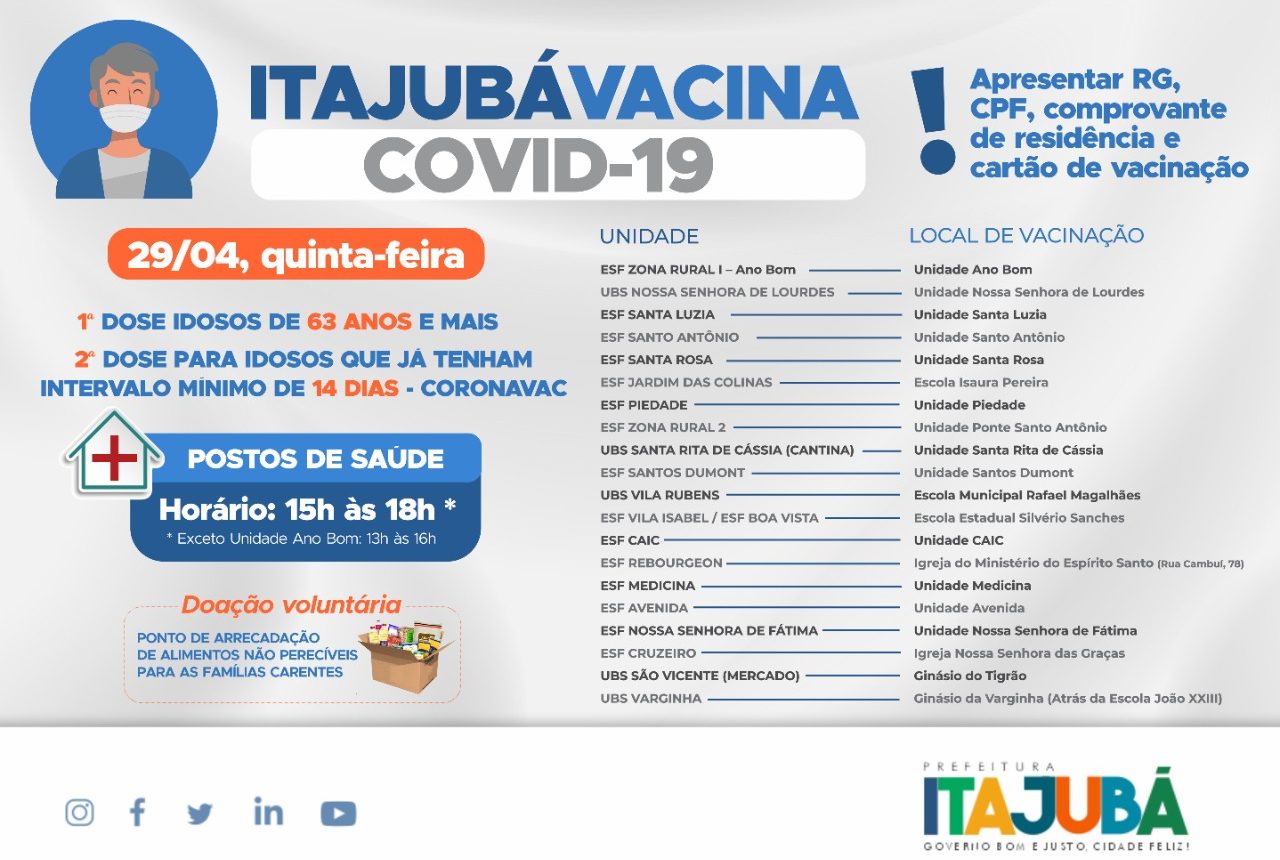 ITAJUBÁVACINA
COVID-19
! Apresentar RG,
CPF, comprovante
de residência e
cartão de vacinação
29/04, quinta-feira
1ª DOSE IDOSOS DE 63 ANOS E MAIS
2ª DOSE PARA IDOSOS QUE JÁ TENHAM
INTERVALO MÍNIMO DE 14 DIAS - CORONAVAC
POSTOS DE SAÚDE
Horário: 15h às 18h *
* Exceto Unidade Ano Bom: 13h às 16h
Doação voluntária
PONTO DE ARRECADAÇÃO
DE ALIMENTOS NÃO PERECÍVEIS
PARA AS FAMÍLIAS CARENTES
UNIDADE LOCAL DE VACINAÇÃO
ESF ZONA RURAL I – Ano Bom Unidade Ano Bom
UBS NOSSA SENHORA DE LOURDES Unidade Nossa Senhora de Lourdes
ESF SANTA LUZIA Unidade Santa Luzia
ESF SANTO ANTÔNIO Unidade Santo Antônio
ESF SANTA ROSA Unidade Santa Rosa
ESF JARDIM DAS COLINAS Escola Isaura Pereira
ESF PIEDADE Unidade Piedade
ESF ZONA RURAL 2 Unidade Ponte Santo Antônio
UBS SANTA RITA DE CÁSSIA (CANTINA) Unidade Santa Rita de Cássia
ESF SANTOS DUMONT Unidade Santos Dumont
UBS VILA RUBENS Escola Municipal Rafael Magalhães
ESF VILA ISABEL / ESF BOA VISTA Escola Estadual Silvério Sanches
ESF CAIC Unidade CAIC
ESF REBOURGEON Igreja do Ministério do Espírito Santo (Rua Cambuí, 78)
ESF MEDICINA Unidade Medicina
ESF AVENIDA Unidade Avenida
ESF NOSSA SENHORA DE FÁTIMA Unidade Nossa Senhora de Fátima
ESF CRUZEIRO Igreja Nossa Senhora das Graças
UBS SÃO VICENTE (MERCADO) Ginásio do Tigrão
UBS VARGINHA Ginásio da Varginha (Atrás da Escola João XXIII)
PREFEITURA
ITAJUBÁ
GOVERNO BOM E JUSTO, CIDADE FELIZ!